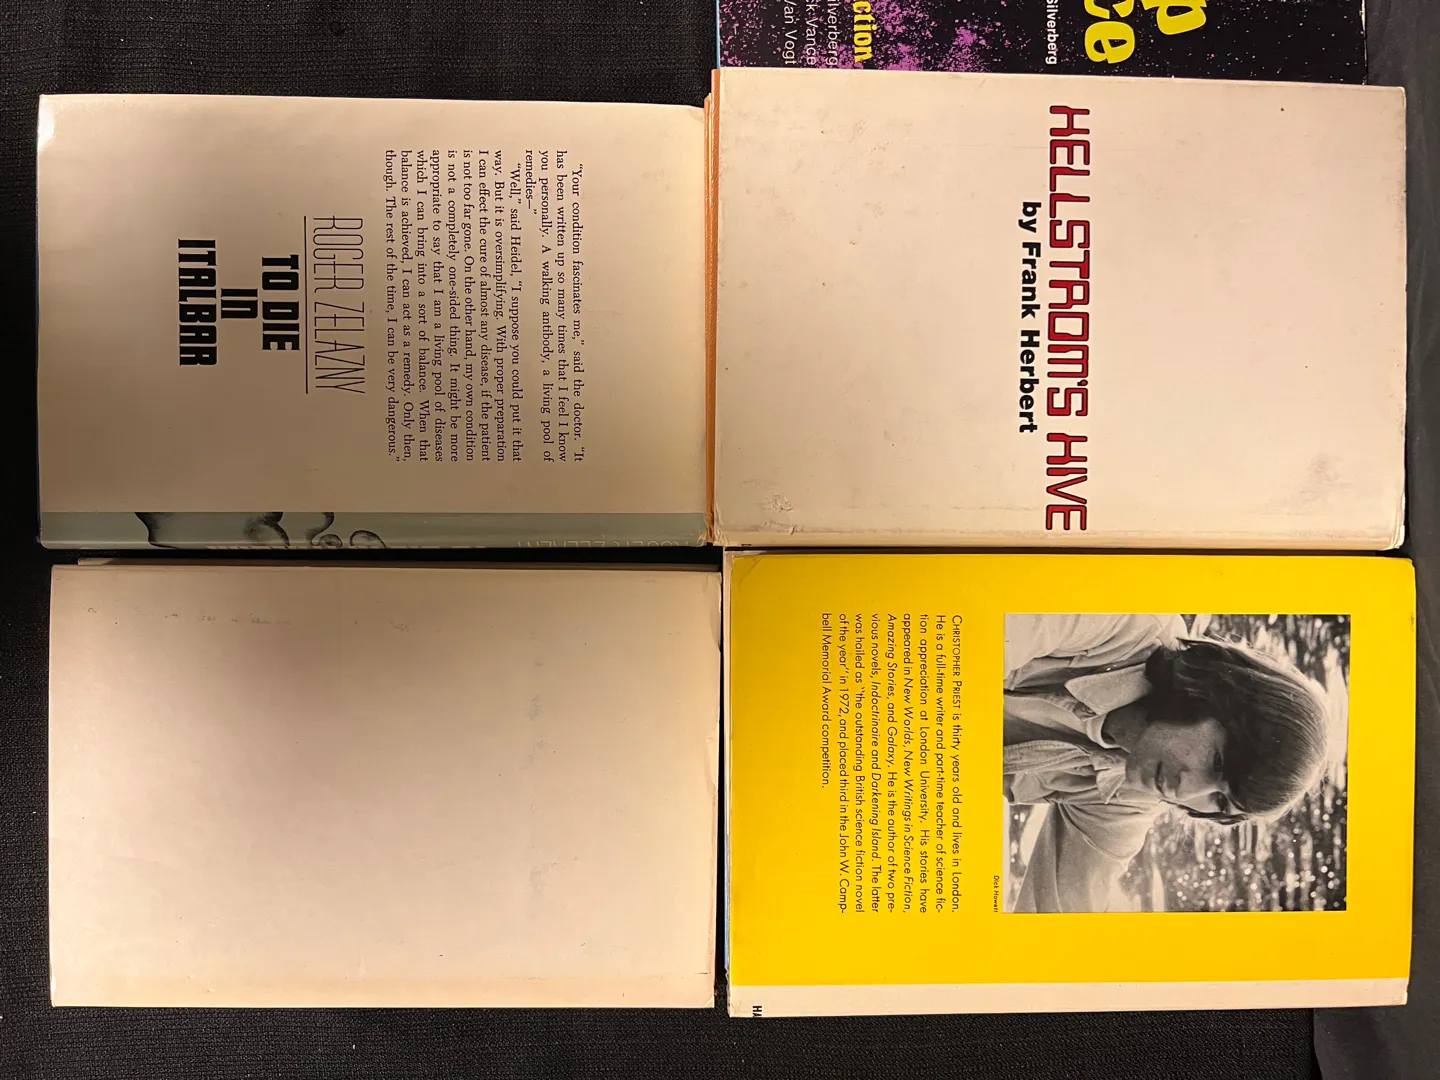 Silverberg
ck Vance
Van Vogt
ction
Silverberg
p
ce
HELLSTROM'S HIVE
by Frank Herbert
"Your condition fascinates me," said the doctor. "It
has been written up so many times that I feel I know
you personally. A walking antibody, a living pool of
remedies—"
"Well," said Heidel, "I suppose you could put it that
way. But it is oversimplifying. With proper preparation
I can effect the cure of almost any disease, if the patient
is not too far gone. On the other hand, my own condition
is not a completely one-sided thing. It might be more
appropriate to say that I am a living pool of diseases
which I can bring into a sort of balance. When that
balance is achieved, I can act as a remedy. Only then,
though. The rest of the time, I can be very dangerous."
ROGER ZELAZNY
TO DIE
IN
ITALBAR
ROGER ZELAZNY
Dick Howett
CHRISTOPHER PRIEST is thirty years old and lives in London.
He is a full-time writer and part-time teacher of science fic-
tion appreciation at London University. His stories have
appeared in New Worlds, New Writings in Science Fiction,
Amazing Stories, and Galaxy. He is the author of two pre-
vious novels, Indoctrinaire and Darkening Island. The latter
was hailed as "the outstanding British science fiction novel
of the year" in 1972, and placed third in the John W. Camp-
bell Memorial Award competition.
HA